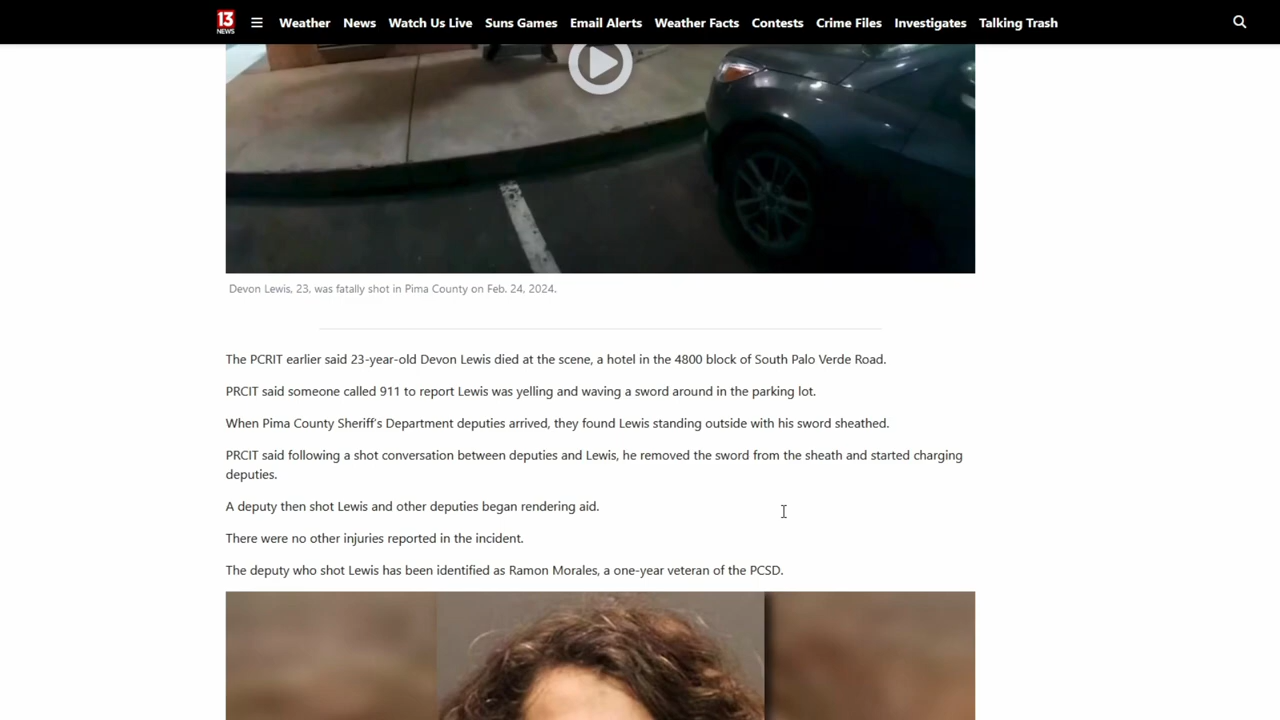 13
NEWS
Weather News Watch Us Live Suns Games Email Alerts Weather Facts Contests Crime Files Investigates Talking Trash
Devon Lewis, 23, was fatally shot in Pima County on Feb. 24, 2024.
The PCRIT earlier said 23-year-old Devon Lewis died at the scene, a hotel in the 4800 block of South Palo Verde Road.
PRCIT said someone called 911 to report Lewis was yelling and waving a sword around in the parking lot.
When Pima County Sheriff’s Department deputies arrived, they found Lewis standing outside with his sword sheathed.
PRCIT said following a shot conversation between deputies and Lewis, he removed the sword from the sheath and started charging
deputies.
A deputy then shot Lewis and other deputies began rendering aid.
There were no other injuries reported in the incident.
The deputy who shot Lewis has been identified as Ramon Morales, a one-year veteran of the PCSD.